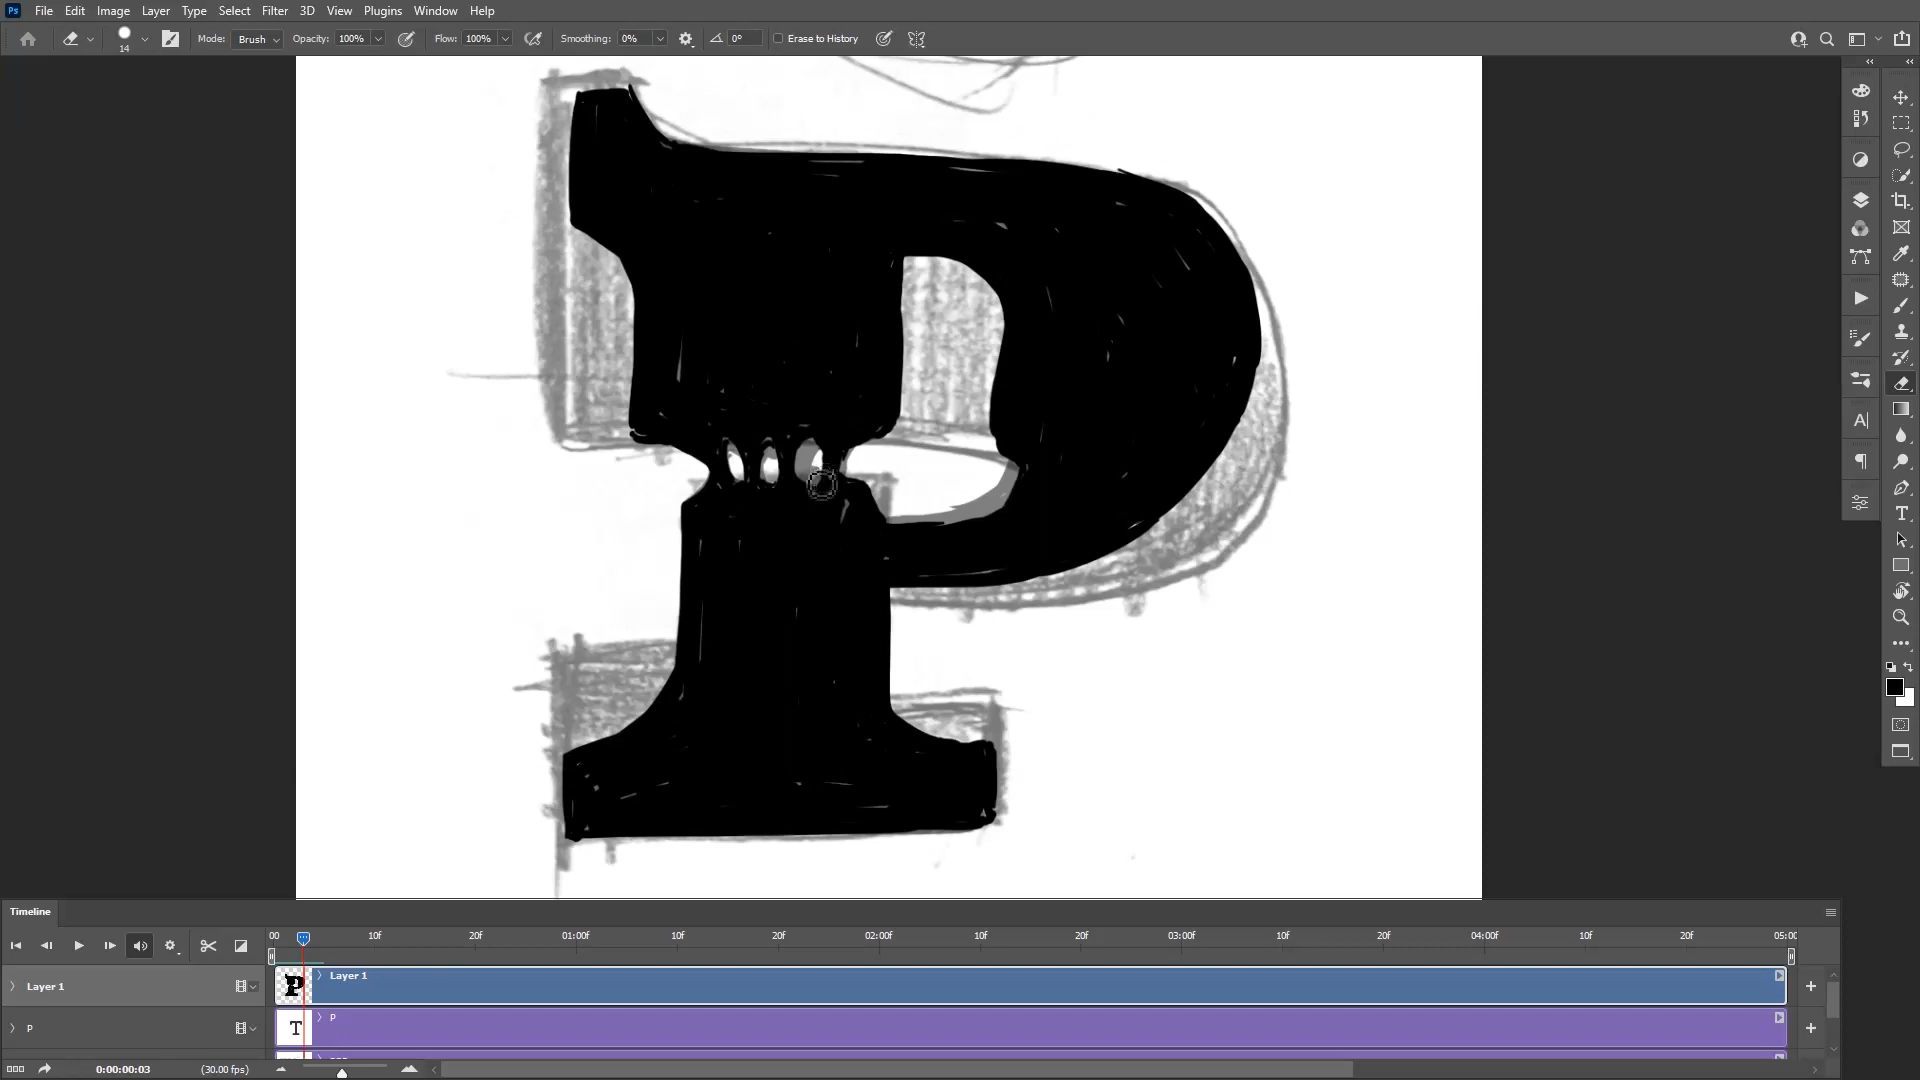 Ps File Edit Image Layer Type Select Filter 3D View Plugins Window Help
14 Mode: Brush Opacity: 100% Flow: 100% Smoothing: 0% 0° Erase to History
P
Timeline
00 10f 20f 01:00f 10f 20f 02:00f 10f 20f 03:00f 10f 20f 04:00f 10f 20f 05:00
Layer 1 P Layer 1
P T P
0:00:00:03 (30.00 fps)